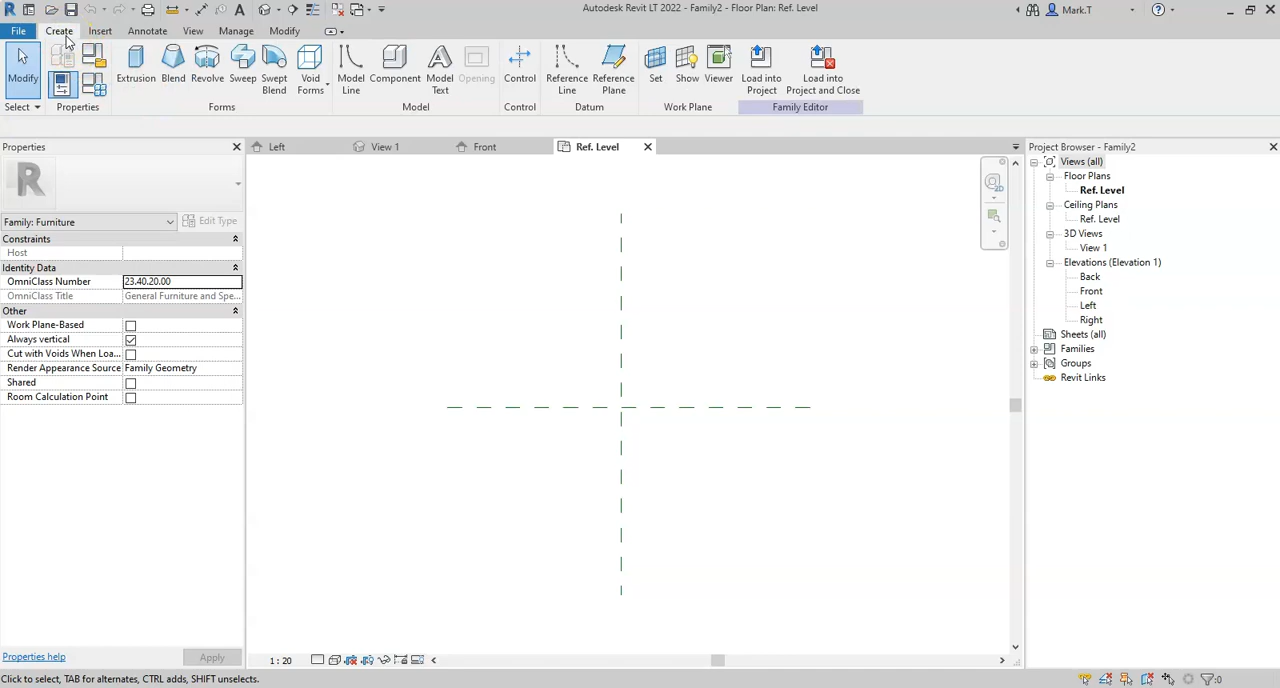 Autodesk Revit LT 2022 - Family2 - Floor Plan: Ref. Level
Mark.T
File Create Insert Annotate View Manage Modify
Modify
Extrusion Blend Revolve Sweep Swept Blend Void Forms
Model Line Component Model Text Opening
Control
Reference Line Reference Plane
Set Show Viewer
Load into Project Load into Project and Close
Select Properties Forms Model Control Datum Work Plane Family Editor
Properties
Left View 1 Front Ref. Level
R
Family: Furniture Edit Type
Constraints
Host
Identity Data
OmniClass Number 23.40.20.00
OmniClass Title General Furniture and Spe...
Other
Work Plane-Based
Always vertical
Cut with Voids When Loa...
Render Appearance Source Family Geometry
Shared
Room Calculation Point
Properties help Apply
2D
1 : 20
Project Browser - Family2
Views (all)
Floor Plans
Ref. Level
Ceiling Plans
Ref. Level
3D Views
View 1
Elevations (Elevation 1)
Back
Front
Left
Right
Sheets (all)
Families
Groups
Revit Links
Click to select, TAB for alternates, CTRL adds, SHIFT unselects.
:0